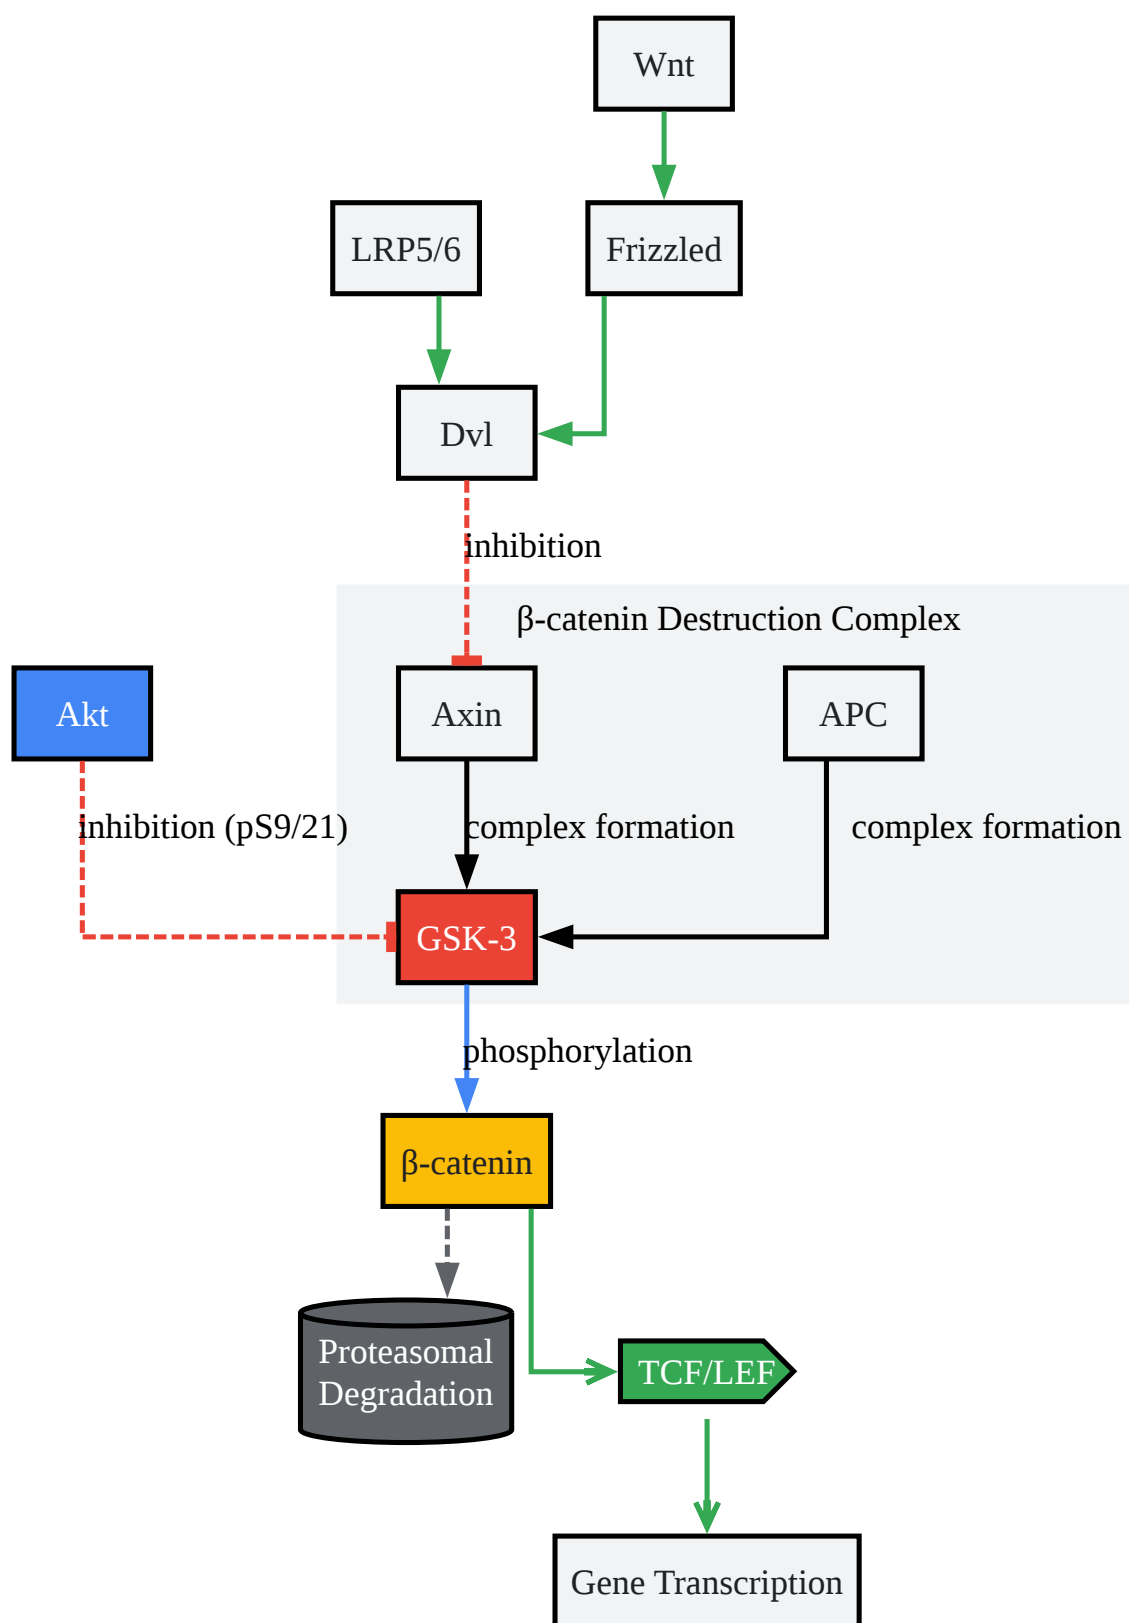 Wnt
LRP5/6
Frizzled
Dvl
inhibition
β-catenin Destruction Complex
Akt
Axin
APC
inhibition (pS9/21)
complex formation
complex formation
GSK-3
phosphorylation
β-catenin
Proteasomal
Degradation
TCF/LEF
Gene Transcription